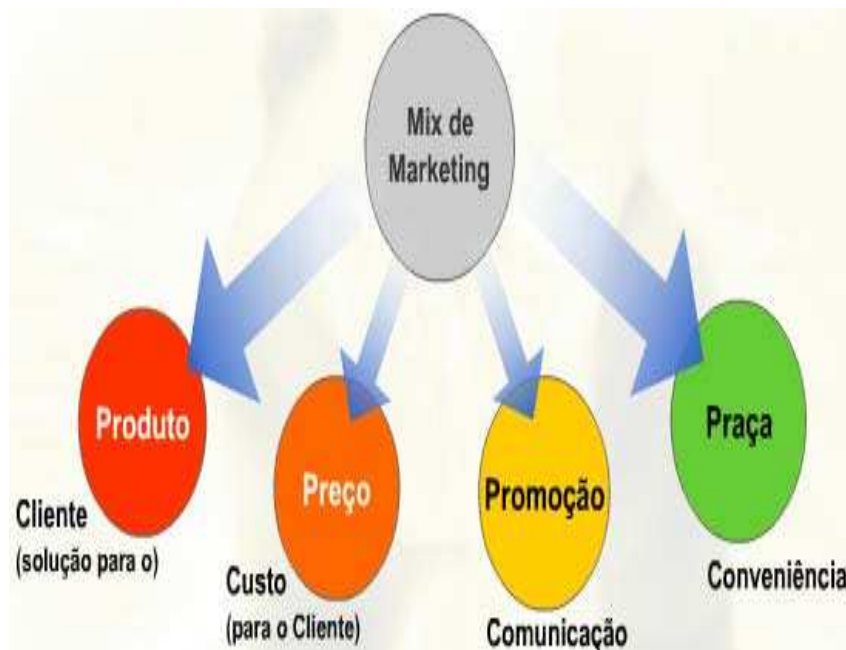 Mix de
Marketing
Produto
Cliente
(solução para o)
Preço
Custo
(para o Cliente)
Promoção
Comunicação
Praça
Conveniência